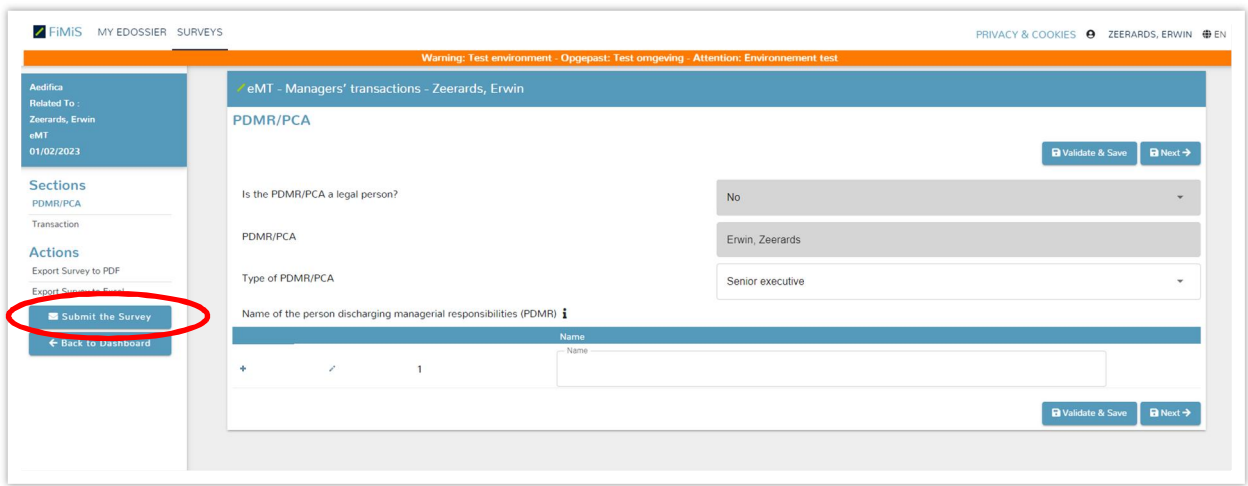 FiMiS MY EDOSSIER SURVEYS PRIVACY & COOKIES ZEERARDS, ERWIN EN
Warning: Test environment - Opgepast: Test omgeving - Attention: Environnement test
Aedifica
Related To :
Zeerards, Erwin
eMT
01/02/2023
Sections
PDMR/PCA
Transaction
Actions
Export Survey to PDF
Export Survey to Excel
Submit the Survey
Back to Dashboard
eMT - Managers' transactions - Zeerards, Erwin
PDMR/PCA
Validate & Save Next
Is the PDMR/PCA a legal person? No
PDMR/PCA Erwin, Zeerards
Type of PDMR/PCA Senior executive
Name of the person discharging managerial responsibilities (PDMR) i
Name
Name
1
Validate & Save Next